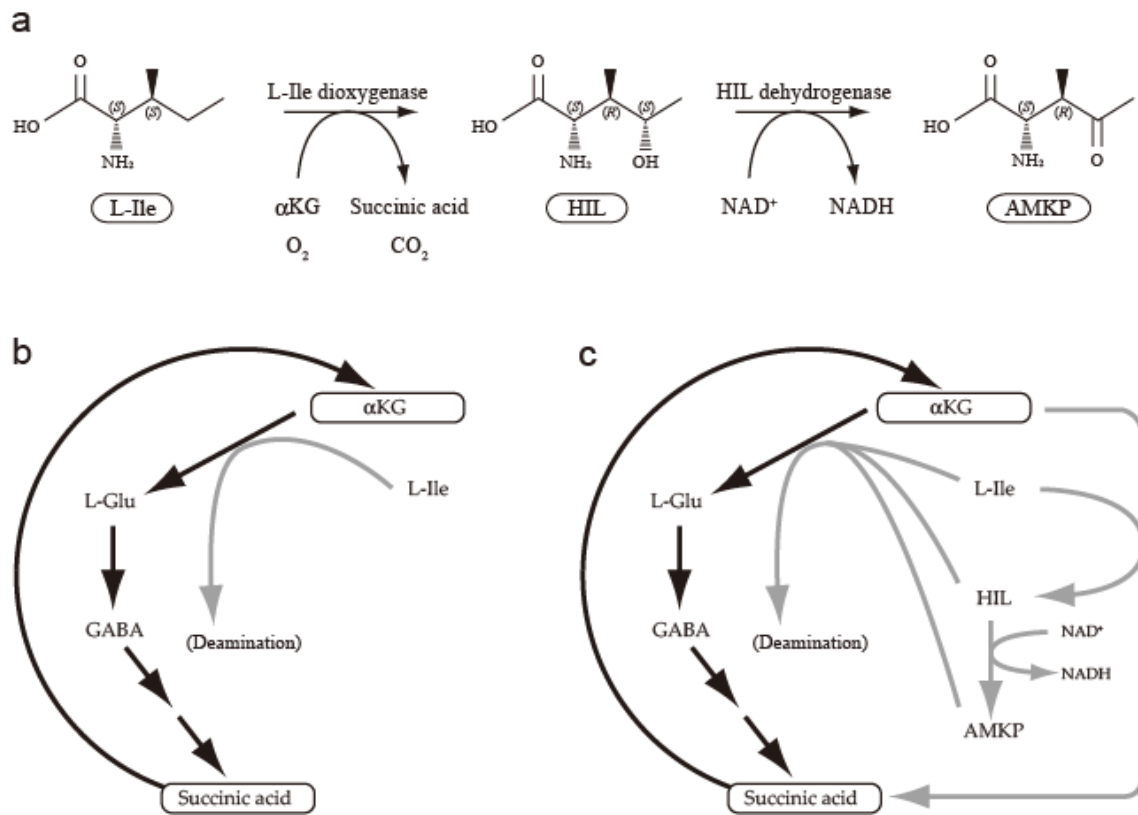 a
O
HO
(S)
(S)
NH₂
L-Ile
L-Ile dioxygenase
αKG
Succinic acid
O₂
CO₂
O
HO
(S)
(R)
(S)
NH₂
OH
HIL
HIL dehydrogenase
NAD⁺
NADH
O
HO
(S)
(R)
NH₂
O
AMKP
b
αKG
L-Glu
L-Ile
GABA
(Deamination)
Succinic acid
c
αKG
L-Glu
L-Ile
HIL
GABA
(Deamination)
NAD⁺
NADH
AMKP
Succinic acid